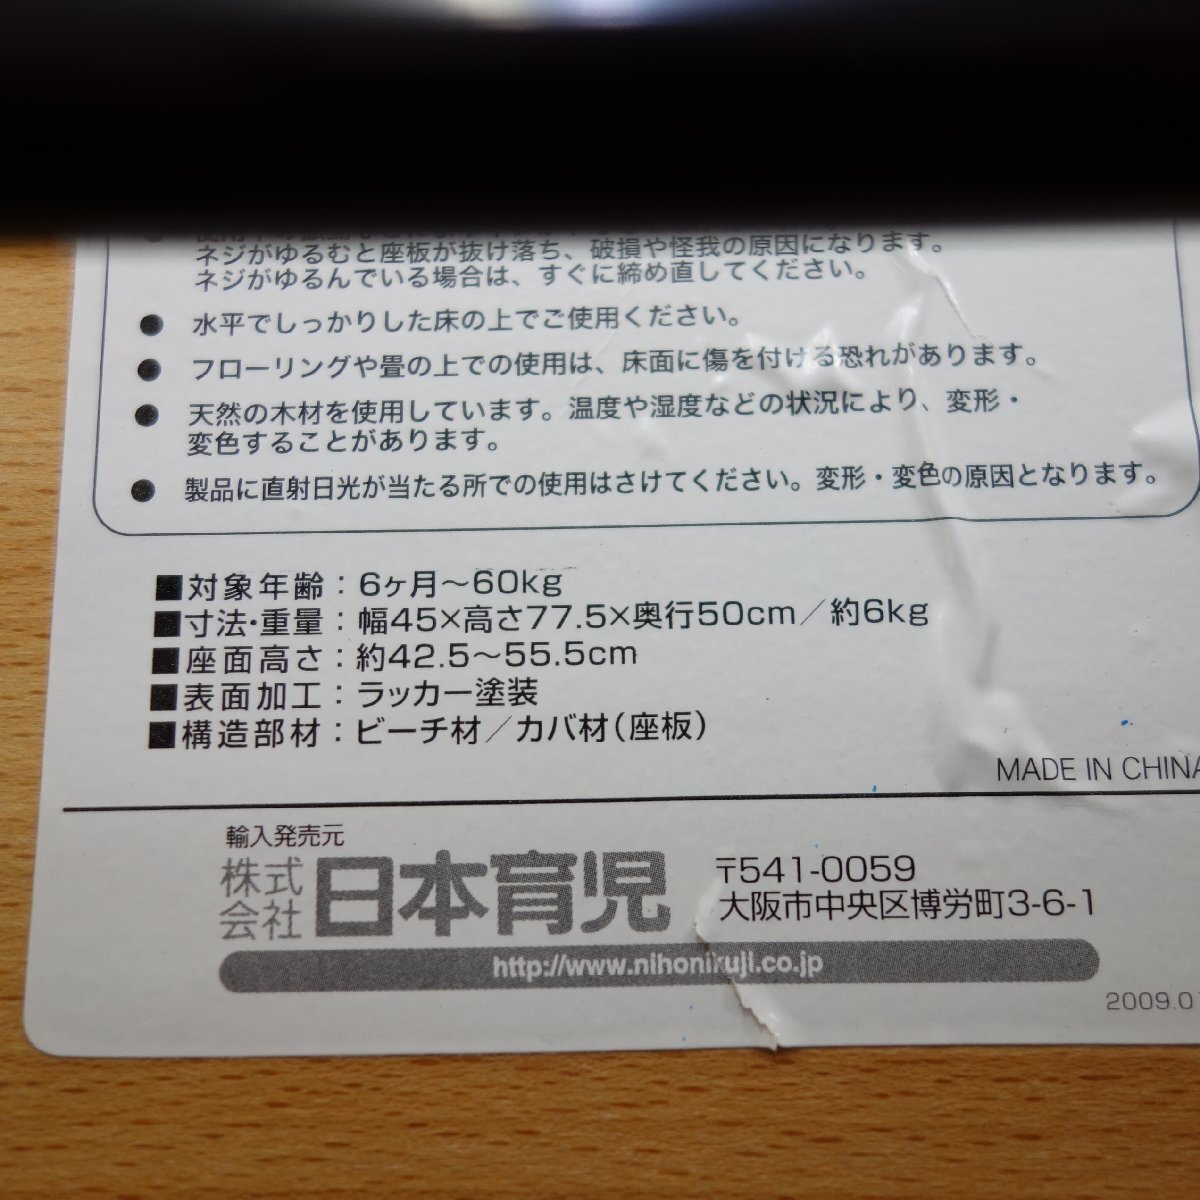 ネジがゆるむと座板が抜け落ち、破損や怪我の原因になります。
ネジがゆるんでいる場合は、すぐに締め直してください。
● 水平でしっかりした床の上でご使用ください。
● フローリングや畳の上での使用は、床面に傷を付ける恐れがあります。
● 天然の木材を使用しています。温度や湿度などの状況により、変形・
変色することがあります。
● 製品に直射日光が当たる所での使用はさけてください。変形・変色の原因となります。
■対象年齢：6ヶ月～60kg
■寸法・重量：幅45×高さ77.5×奥行50cm／約6kg
■座面高さ：約42.5～55.5cm
■表面加工：ラッカー塗装
■構造部材：ビーチ材／カバ材（座板）
MADE IN CHINA
輸入発売元
株式会社 日本育児
〒541-0059
大阪市中央区博労町3-6-1
http://www.nihonikuji.co.jp
2009.0